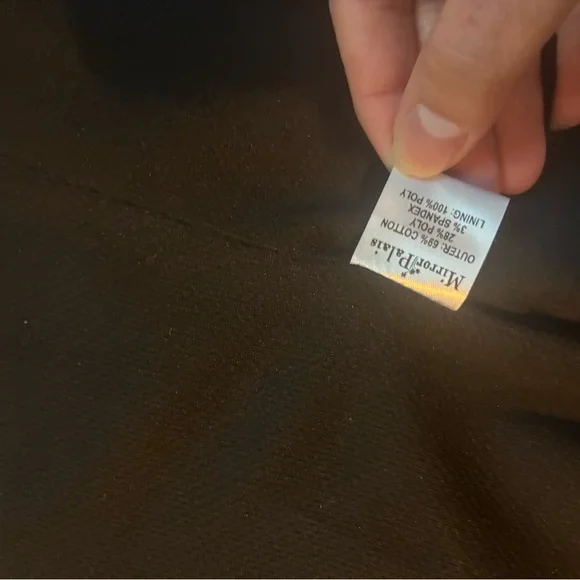 Mirror Palais
OUTER: 69% COTTON
28% POLY
3% SPANDEX
LINING: 100% POLY